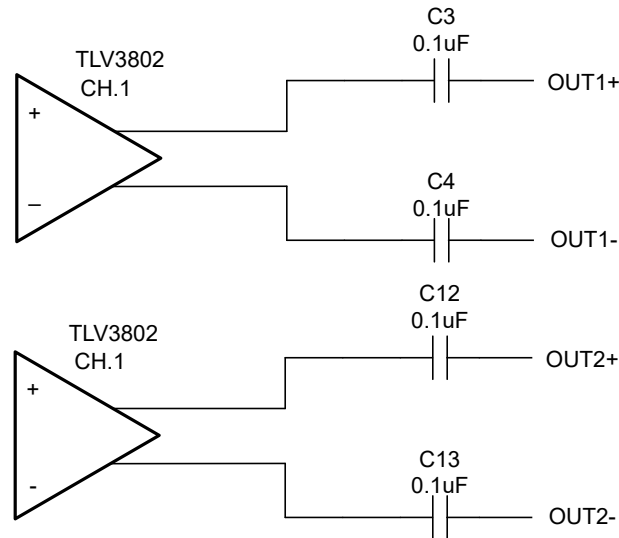 C3
0.1uF
TLV3802
CH.1
OUT1+
+
C4
0.1uF
–
OUT1-
C12
0.1uF
TLV3802
CH.1
OUT2+
+
C13
0.1uF
-
OUT2-